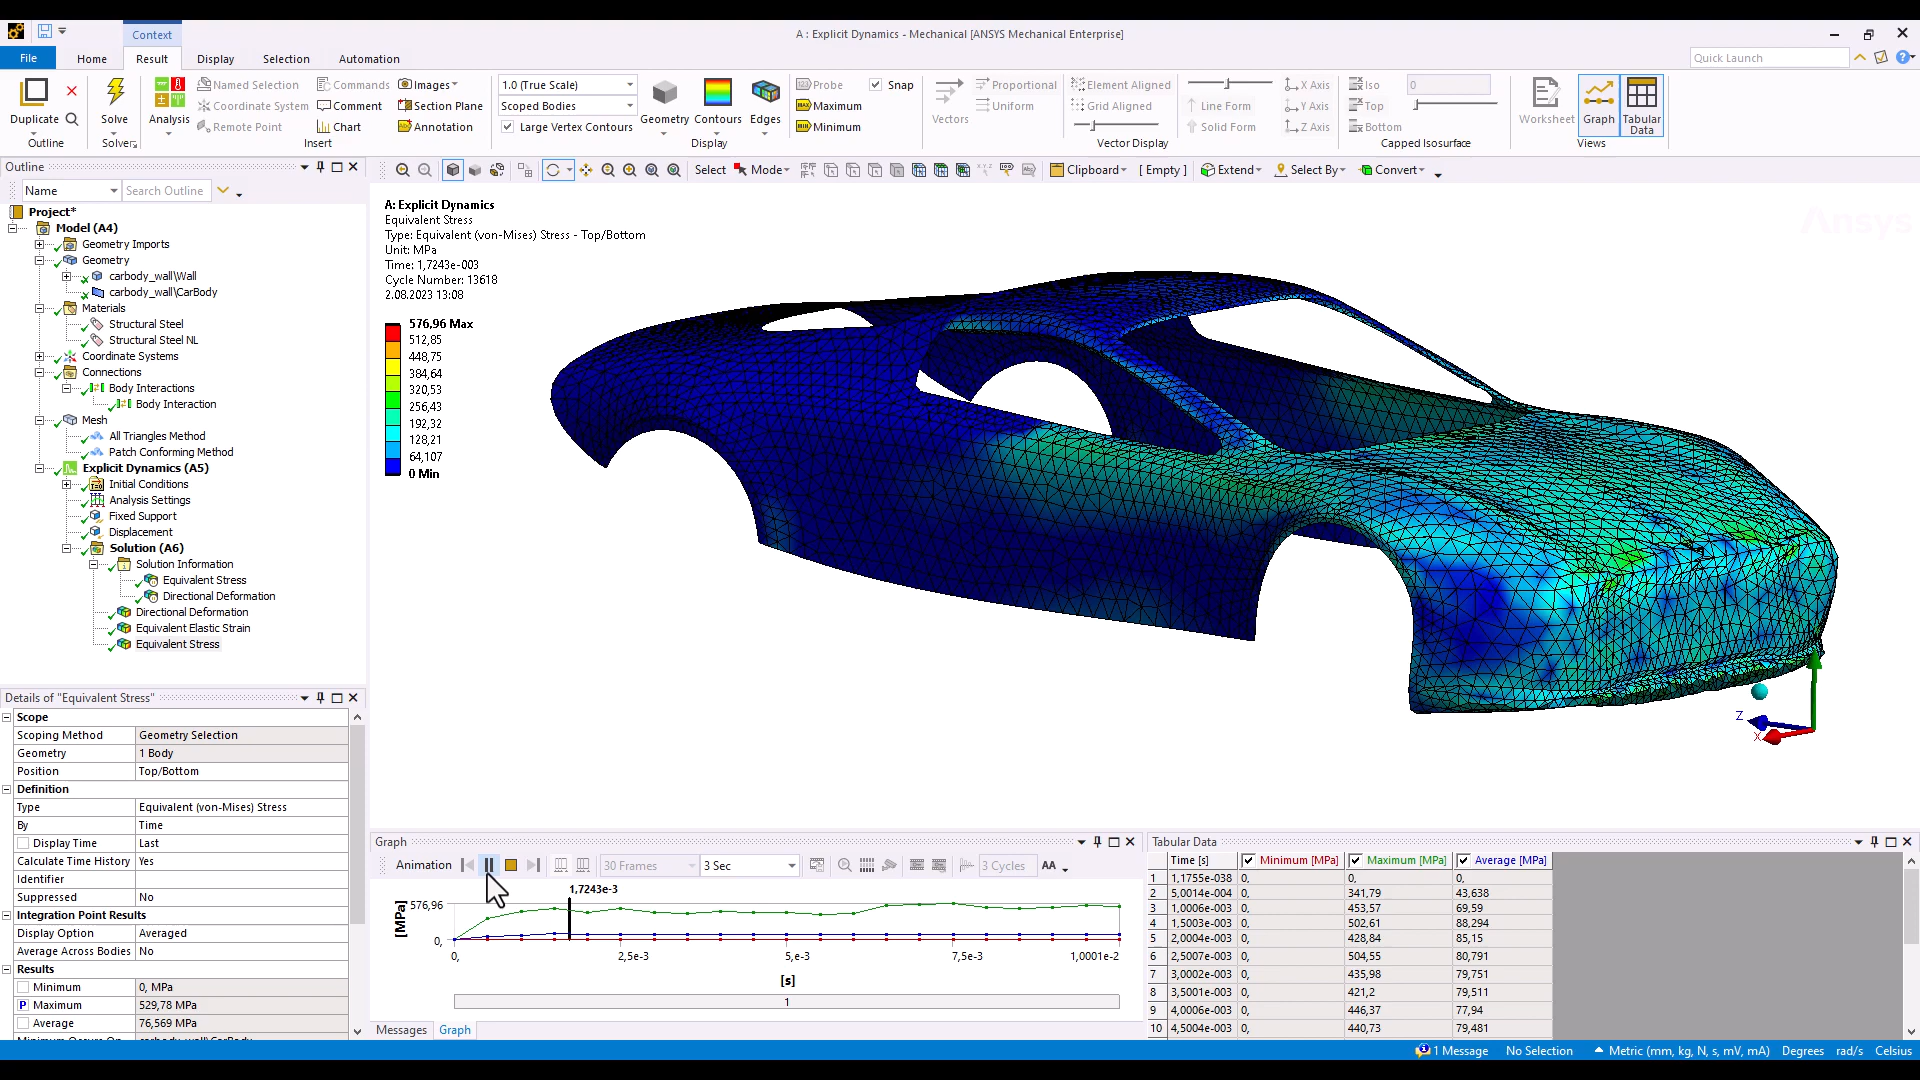 Context
A : Explicit Dynamics - Mechanical [ANSYS Mechanical Enterprise]
File Home Result Display Selection Automation
Quick Launch
Duplicate
Outline
Solve
Solver
Analysis
Named Selection
Coordinate System
Remote Point
Commands
Comment
Chart
Images
Section Plane
Annotation
Insert
1.0 (True Scale)
Scoped Bodies
Large Vertex Contours
Geometry
Contours
Edges
Display
Probe
Maximum
Minimum
Snap
Vectors
Proportional
Uniform
Element Aligned
Grid Aligned
Line Form
Solid Form
X Axis
Y Axis
Z Axis
Vector Display
Iso
Top
Bottom
0
Capped Isosurface
Worksheet
Graph
Tabular
Data
Views
Outline
Name
Search Outline
Project*
Model (A4)
Geometry Imports
Geometry
carbody_wall\Wall
carbody_wall\CarBody
Materials
Structural Steel
Structural Steel NL
Coordinate Systems
Connections
Body Interactions
Body Interaction
Mesh
All Triangles Method
Patch Conforming Method
Explicit Dynamics (A5)
Initial Conditions
Analysis Settings
Fixed Support
Displacement
Solution (A6)
Solution Information
Equivalent Stress
Directional Deformation
Directional Deformation
Equivalent Elastic Strain
Equivalent Stress
Select Mode
Clipboard [ Empty ] Extend Select By Convert
A: Explicit Dynamics
Equivalent Stress
Type: Equivalent (von-Mises) Stress - Top/Bottom
Unit: MPa
Time: 1,7243e-003
Cycle Number: 13618
2.08.2023 13:08
576,96 Max
512,85
448,75
384,64
320,53
256,43
192,32
128,21
64,107
0 Min
Ansys
Z
X
Details of "Equivalent Stress"
Scope
Scoping Method Geometry Selection
Geometry 1 Body
Position Top/Bottom
Definition
Type Equivalent (von-Mises) Stress
By Time
Display Time Last
Calculate Time History Yes
Identifier
Suppressed No
Integration Point Results
Display Option Averaged
Average Across Bodies No
Results
Minimum 0, MPa
P Maximum 529,78 MPa
Average 76,569 MPa
Minimum Occurs On carbody_wall\CarBody
Graph
Animation 30 Frames 3 Sec 3 Cycles AA
1,7243e-3
[MPa]
576,96
0,
0, 2,5e-3 5,e-3 7,5e-3 1,0001e-2
[s]
1
Messages Graph
Tabular Data
Time [s] Minimum [MPa] Maximum [MPa] Average [MPa]
1 1,1755e-038 0, 0, 0,
2 5,0014e-004 0, 341,79 43,638
3 1,0006e-003 0, 453,57 69,59
4 1,5003e-003 0, 502,61 88,294
5 2,0004e-003 0, 428,84 85,15
6 2,5007e-003 0, 504,55 80,791
7 3,0002e-003 0, 435,98 79,751
8 3,5001e-003 0, 421,2 79,511
9 4,0006e-003 0, 446,37 77,94
10 4,5004e-003 0, 440,73 79,481
1 Message No Selection Metric (mm, kg, N, s, mV, mA) Degrees rad/s Celsius